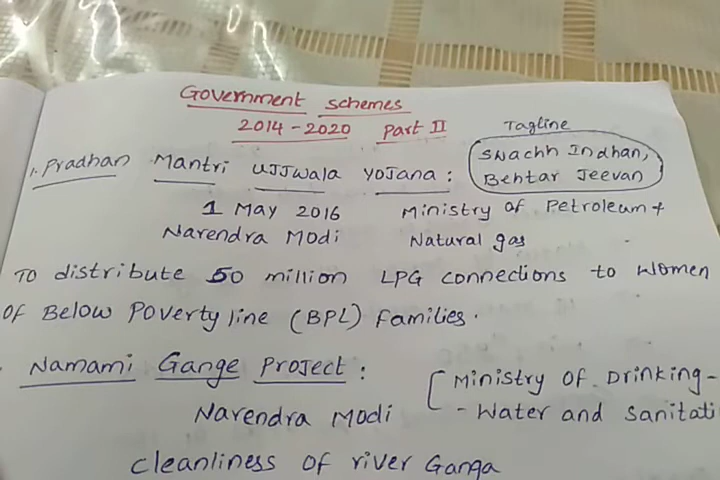 Government schemes
2014-2020 Part II
Tagline
1. Pradhan Mantri UJJwala YOJana :
Swachh Indhan,
Behtar Jeevan
1 May 2016 Ministry of Petroleum +
Narendra Modi Natural gas
To distribute 50 million LPG connections to women
of Below Poverty line (BPL) families.
Namami Gange Project :
[Ministry of Drinking-
Narendra Modi - Water and Sanitati
cleanliness of river Ganga